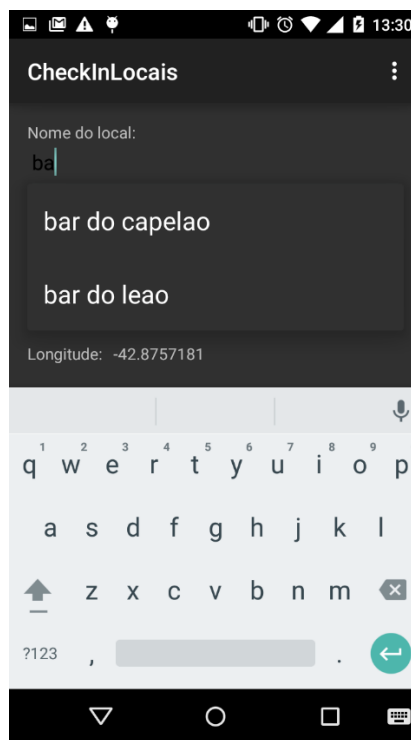 13:30
CheckInLocais
Nome do local:
ba
bar do capelao
bar do leao
Longitude: -42.8757181
1 2 3 4 5 6 7 8 9
q w e r t y u i o p
a s d f g h j k l
z x c v b n m
?123 , .